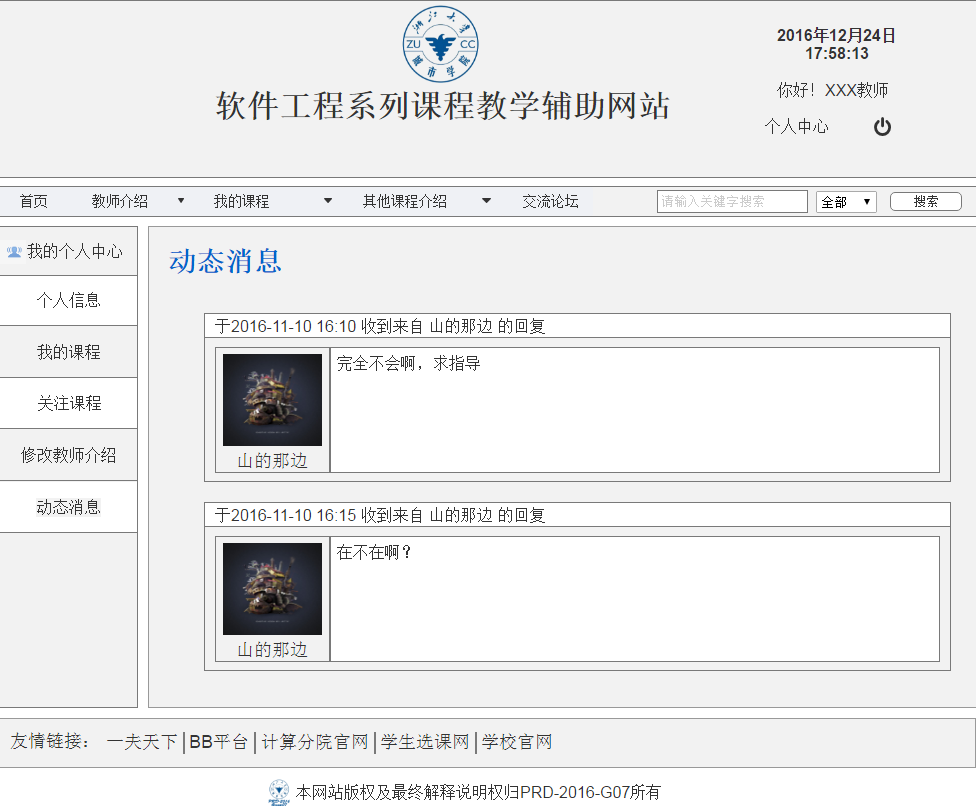 浙江大学
ZU CC
城市学院
软件工程系列课程教学辅助网站
2016年12月24日
17:58:13
你好！XXX教师
个人中心
首页 教师介绍 我的课程 其他课程介绍 交流论坛 请输入关键字搜索 全部 搜索
我的个人中心
个人信息
我的课程
关注课程
修改教师介绍
动态消息
动态消息
于2016-11-10 16:10 收到来自 山的那边 的回复
完全不会啊，求指导
山的那边
于2016-11-10 16:15 收到来自 山的那边 的回复
在不在啊？
山的那边
友情链接： 一夫天下|BB平台|计算分院官网|学生选课网|学校官网
本网站版权及最终解释说明权归PRD-2016-G07所有